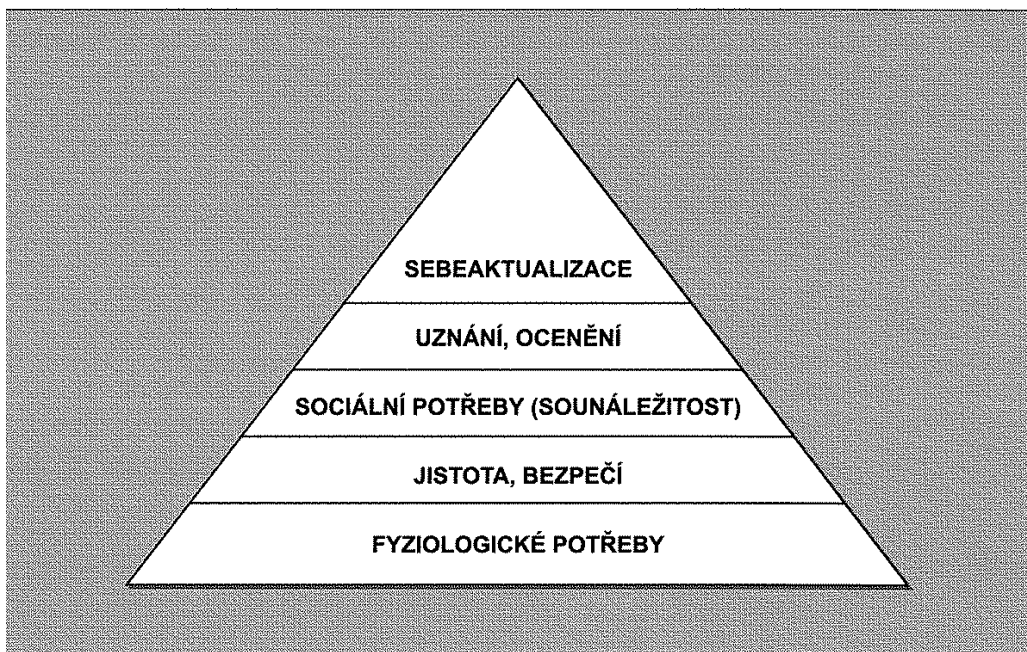 SEBEAKTUALIZACE
UZNÁNÍ, OCENĚNÍ
SOCIÁLNÍ POTŘEBY (SOUNÁLEŽITOST)
JISTOTA, BEZPEČÍ
FYZIOLOGICKÉ POTŘEBY